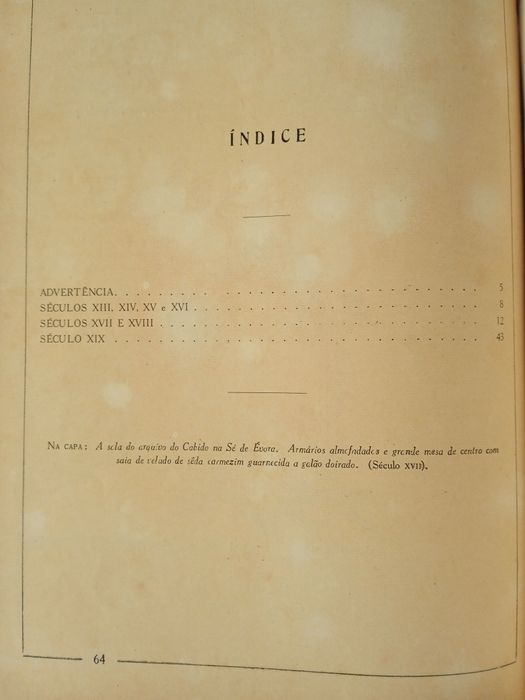 ÍNDICE
ADVERTÊNCIA. . . . . . . . . . . . . . . . . . . . . . 5
SÉCULOS XIII, XIV, XV e XVI . . . . . . . . . . . . . . . . . . 8
SÉCULOS XVII E XVIII . . . . . . . . . . . . . . . . . . . . 12
SÉCULO XIX . . . . . . . . . . . . . . . . . . . . . . 43
NA CAPA: A sala do arquivo do Cabido na Sé de Évora. Armários almofadados e grande mesa de centro com
saia de veludo de sêda carmezim guarnecida a galão doirado. (Século XVII).
64